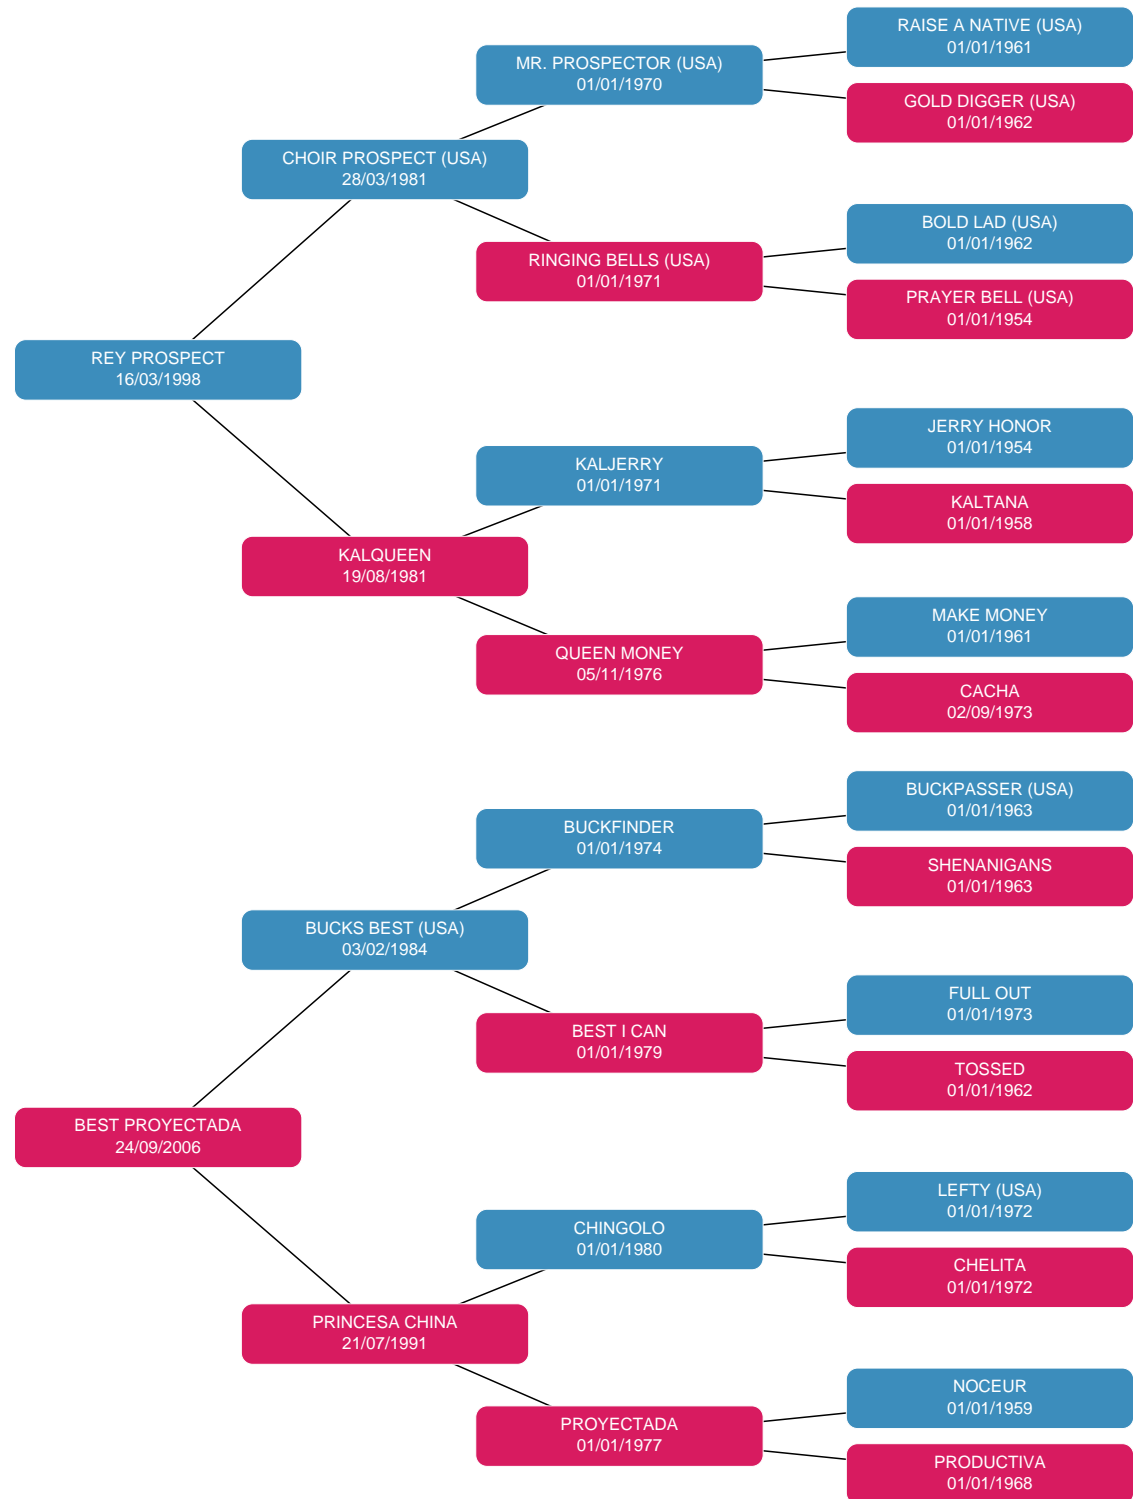 RAISE A NATIVE (USA)
01/01/1961
MR. PROSPECTOR (USA)
01/01/1970
GOLD DIGGER (USA)
01/01/1962
CHOIR PROSPECT (USA)
28/03/1981
BOLD LAD (USA)
01/01/1962
RINGING BELLS (USA)
01/01/1971
PRAYER BELL (USA)
01/01/1954
REY PROSPECT
16/03/1998
JERRY HONOR
01/01/1954
KALJERRY
01/01/1971
KALTANA
01/01/1958
KALQUEEN
19/08/1981
MAKE MONEY
01/01/1961
QUEEN MONEY
05/11/1976
CACHA
02/09/1973
BUCKPASSER (USA)
01/01/1963
BUCKFINDER
01/01/1974
SHENANIGANS
01/01/1963
BUCKS BEST (USA)
03/02/1984
FULL OUT
01/01/1973
BEST I CAN
01/01/1979
TOSSED
01/01/1962
BEST PROYECTADA
24/09/2006
LEFTY (USA)
01/01/1972
CHINGOLO
01/01/1980
CHELITA
01/01/1972
PRINCESA CHINA
21/07/1991
NOCEUR
01/01/1959
PROYECTADA
01/01/1977
PRODUCTIVA
01/01/1968